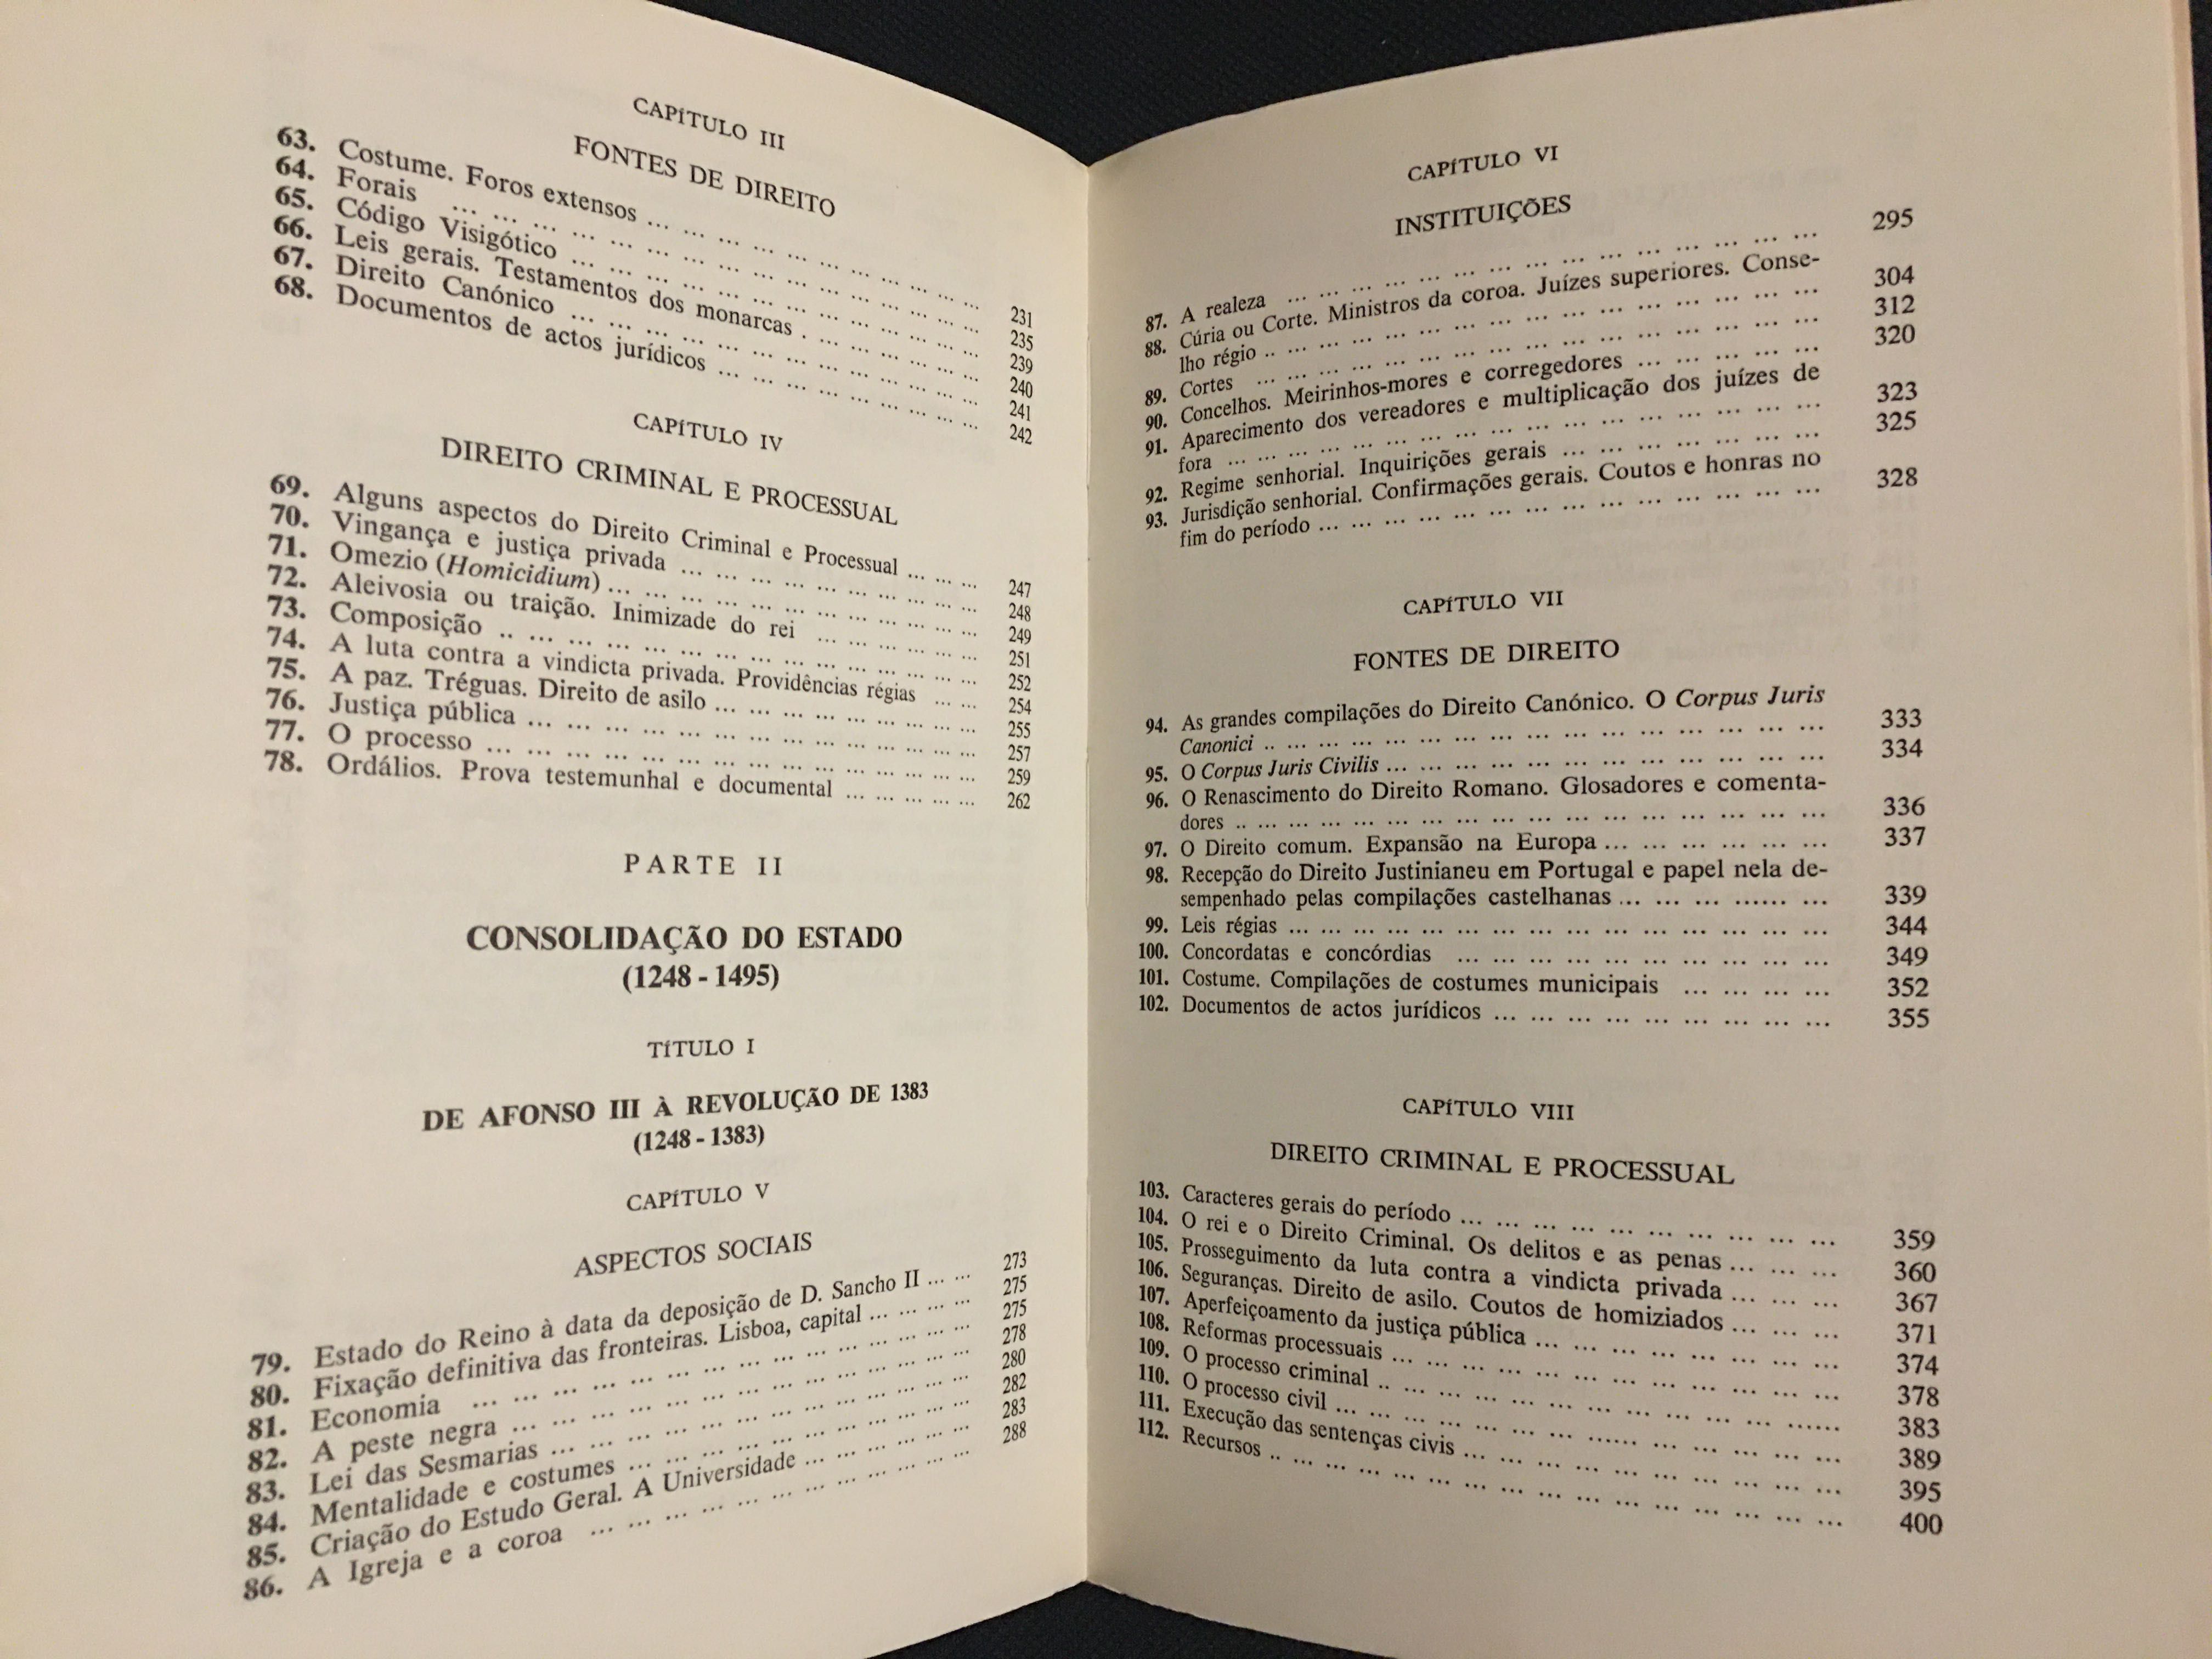 CAPÍTULO III
FONTES DE DIREITO
63. Costume. Foros extensos ... ... ... ... ... ... ... ... ... ... 231
64. Forais ... ... ... ... ... ... ... ... ... ... ... ... ... ... 235
65. Código Visigótico ... ... ... ... ... ... ... ... ... ... ... ... 239
66. Leis gerais. Testamentos dos monarcas . ... ... ... ... ... 240
67. Direito Canónico ... ... ... ... ... ... ... ... ... ... ... ... 241
68. Documentos de actos jurídicos ... ... ... ... ... ... ... ... 242
CAPÍTULO IV
DIREITO CRIMINAL E PROCESSUAL
69. Alguns aspectos do Direito Criminal e Processual ... ... ... 247
70. Vingança e justiça privada ... ... ... ... ... ... ... ... ... 248
71. Omezio (Homicidium) ... ... ... ... ... ... ... ... ... ... ... 249
72. Aleivosia ou traição. Inimizade do rei ... ... ... ... ... 251
73. Composição .. ... ... ... ... ... ... ... ... ... ... ... ... ... 252
74. A luta contra a vindicta privada. Providências régias ... ... 254
75. A paz. Tréguas. Direito de asilo ... ... ... ... ... ... ... ... 255
76. Justiça pública ... ... ... ... ... ... ... ... ... ... ... ... ... 257
77. O processo ... ... ... ... ... ... ... ... ... ... ... ... ... ... 259
78. Ordálios. Prova testemunhal e documental ... ... ... ... ... 262
PARTE II
CONSOLIDAÇÃO DO ESTADO
(1248 - 1495)
TÍTULO I
DE AFONSO III À REVOLUÇÃO DE 1383
(1248 - 1383)
CAPÍTULO V
ASPECTOS SOCIAIS
79. Estado do Reino à data da deposição de D. Sancho II ... ... 273
80. Fixação definitiva das fronteiras. Lisboa, capital ... ... ... ... 275
81. Economia ... ... ... ... ... ... ... ... ... ... ... ... ... ... 275
82. A peste negra ... ... ... ... ... ... ... ... ... ... ... ... ... 278
83. Lei das Sesmarias ... ... ... ... ... ... ... ... ... ... ... ... 280
84. Mentalidade e costumes ... ... ... ... ... ... ... ... ... ... 282
85. Criação do Estudo Geral. A Universidade ... ... ... ... ... 283
86. A Igreja e a coroa ... ... ... ... ... ... ... ... ... ... ... 288
CAPÍTULO VI
INSTITUIÇÕES
87. A realeza ... ... ... ... ... ... ... ... ... ... ... ... ... ... ... 295
88. Cúria ou Corte. Ministros da coroa. Juízes superiores. Conse-
lho régio .. ... ... ... ... ... ... ... ... ... ... ... ... ... ... ... 304
89. Cortes ... ... ... ... ... ... ... ... ... ... ... ... ... ... ... ... 312
90. Concelhos. Meirinhos-mores e corregedores ... ... ... ... ... 320
91. Aparecimento dos vereadores e multiplicação dos juízes de
fora ... ... ... ... ... ... ... ... ... ... ... ... ... ... ... ... ... 323
92. Regime senhorial. Inquirições gerais ... ... ... ... ... ... ... 325
93. Jurisdição senhorial. Confirmações gerais. Coutos e honras no
fim do período ... ... ... ... ... ... ... ... ... ... ... ... ... ... 328
CAPÍTULO VII
FONTES DE DIREITO
94. As grandes compilações do Direito Canónico. O Corpus Juris
Canonici .. ... ... ... ... ... ... ... ... ... ... ... ... ... ... ... 333
95. O Corpus Juris Civilis ... ... ... ... ... ... ... ... ... ... ... ... 334
96. O Renascimento do Direito Romano. Glosadores e comenta-
dores .. ... ... ... ... ... ... ... ... ... ... ... ... ... ... ... ... 336
97. O Direito comum. Expansão na Europa ... ... ... ... ... ... 337
98. Recepção do Direito Justinianeu em Portugal e papel nela de-
sempenhado pelas compilações castelhanas ... ... ... ...... ... 339
99. Leis régias ... ... ... ... ... ... ... ... ... ... ... ... ... ... ... 344
100. Concordatas e concórdias ... ... ... ... ... ... ... ... ... ... 349
101. Costume. Compilações de costumes municipais ... ... ... ... 352
102. Documentos de actos jurídicos ... ... ... ... ... ... ... ... ... 355
CAPÍTULO VIII
DIREITO CRIMINAL E PROCESSUAL
103. Caracteres gerais do período ... ... ... ... ... ... ... ... ... ... 359
104. O rei e o Direito Criminal. Os delitos e as penas ... ... ... 360
105. Prosseguimento da luta contra a vindicta privada ... ... ... 367
106. Seguranças. Direito de asilo. Coutos de homiziados ... ... ... 371
107. Aperfeiçoamento da justiça pública ... ... ... ... ... ... ... ... 374
108. Reformas processuais ... ... ... ... ... ... ... ... ... ... ... ... 378
109. O processo criminal .. ... ... ... ... ... ... ... ... ... ... ...... 383
110. O processo civil ... ... ... ... ... ... ... ...... ... ... ... ... ... 389
111. Execução das sentenças civis ... ... ... ... ... ... ... ... ... ... 395
112. Recursos .. ... ... ... ... ... ... ... ... ... ... ... ... ... ... ... 400